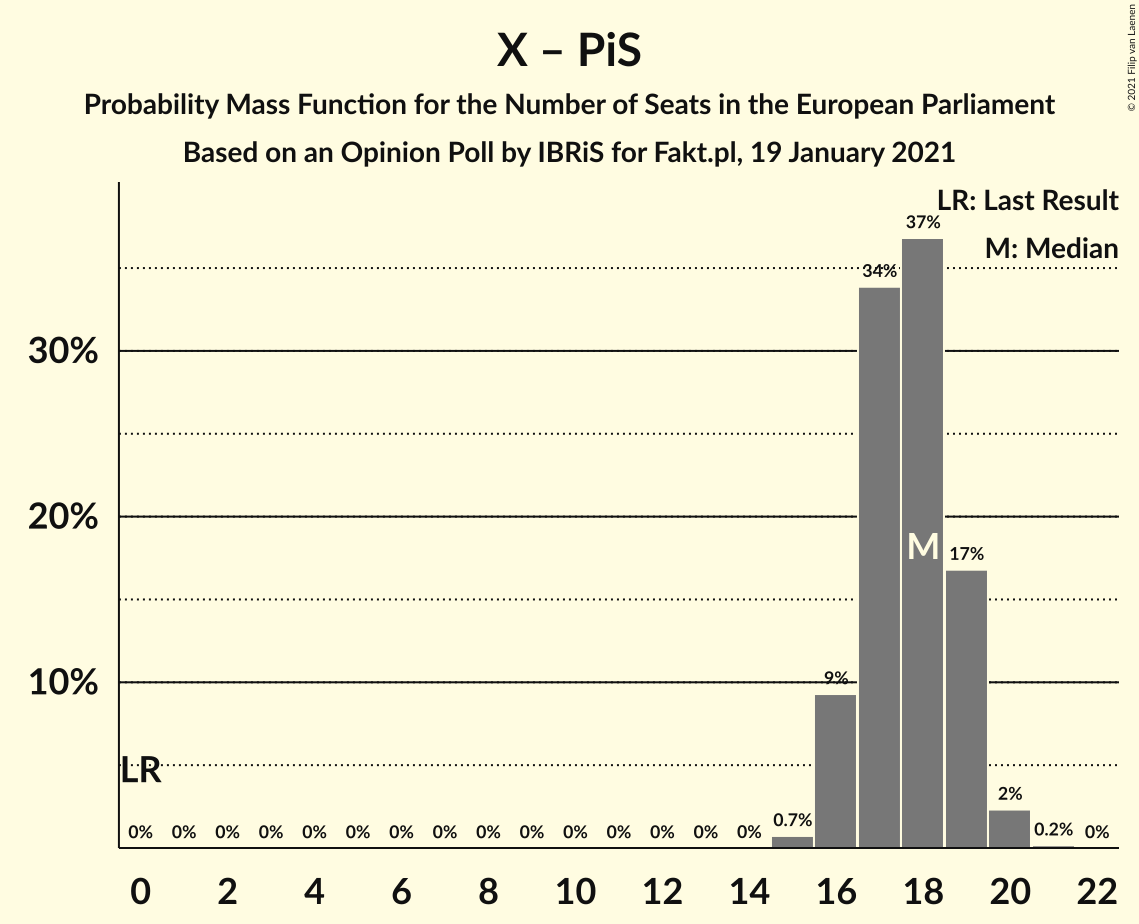 X – PiS
Probability Mass Function for the Number of Seats in the European Parliament
Based on an Opinion Poll by IBRiS for Fakt.pl, 19 January 2021
© 2021 Filip van Laenen
LR: Last Result
M: Median
30%
20%
10%
LR
M
0% 0% 0% 0% 0% 0% 0% 0% 0% 0% 0% 0% 0% 0% 0% 0.7% 9% 34% 37% 17% 2% 0.2% 0%
0 2 4 6 8 10 12 14 16 18 20 22